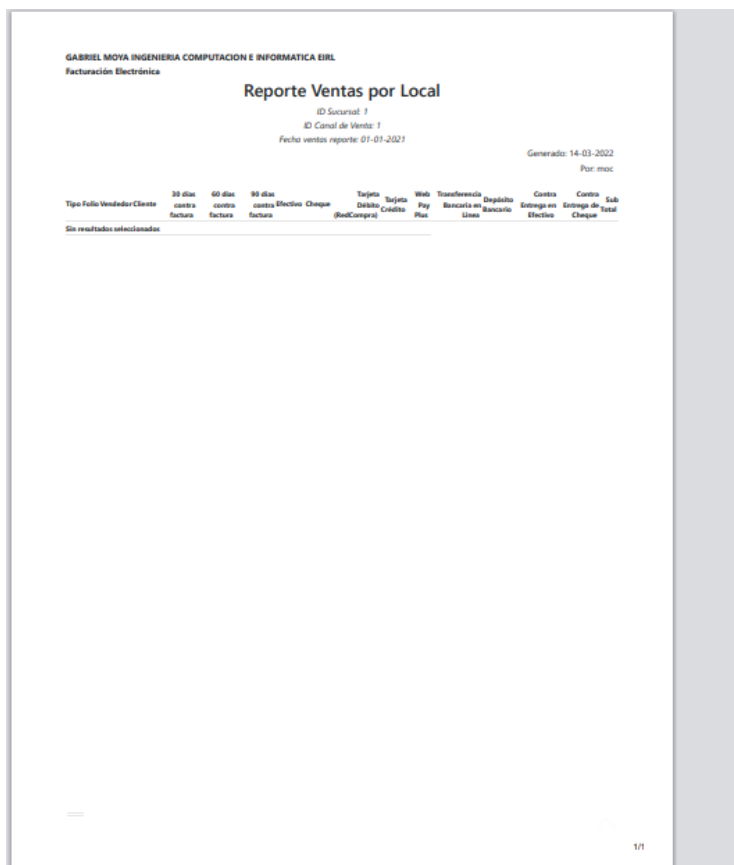 GABRIEL MOYA INGENIERIA COMPUTACION E INFORMATICA EIRL
Facturación Electrónica
Reporte Ventas por Local
ID Sucursal: 1
ID Canal de Venta: 1
Fecha ventas reporte: 01-01-2021
Generado: 14-03-2022
Por: moc
Tipo Folio Vendedor Cliente 30 días contra factura 60 días contra factura 90 días contra factura Efectivo Cheque Tarjeta Débito (RedCompra) Tarjeta Crédito Web Pay Plus Transferencia Bancaria en Linea Depósito Bancario Contra Entrega en Efectivo Contra Entrega de Cheque Sub Total
Sin resultados seleccionados
1/1